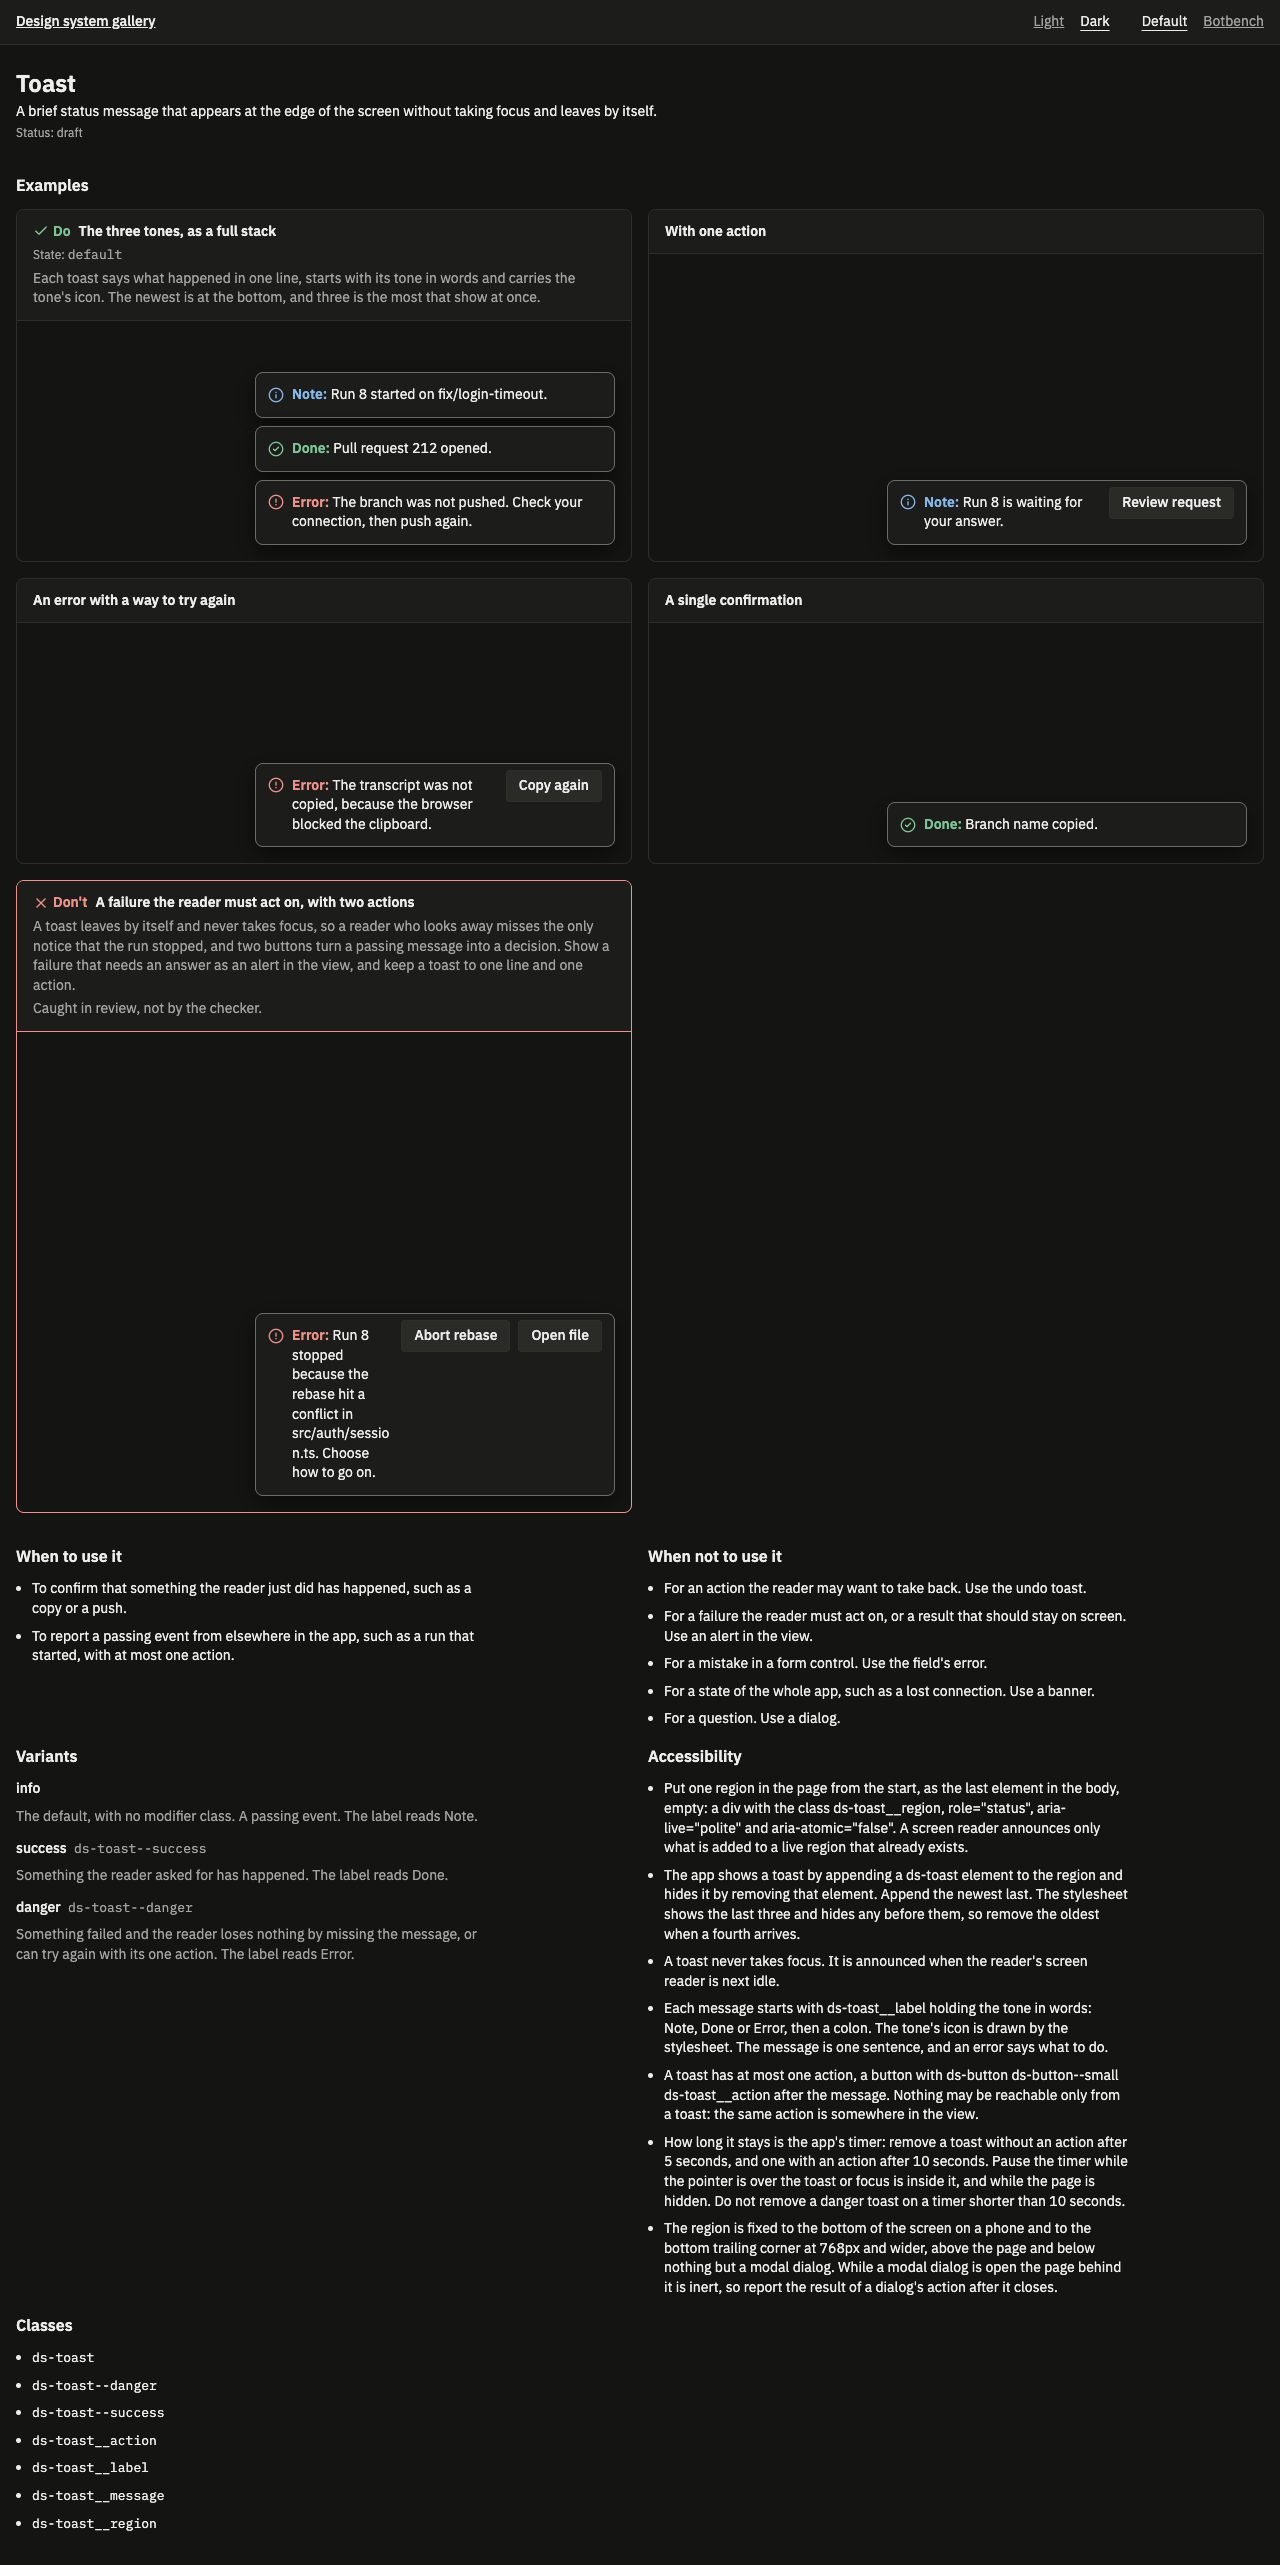 Design system gallery
Light Dark Default Botbench
Toast
A brief status message that appears at the edge of the screen without taking focus and leaves by itself.
Status: draft
Examples
Do The three tones, as a full stack
State: default
Each toast says what happened in one line, starts with its tone in words and carries the
tone's icon. The newest is at the bottom, and three is the most that show at once.
Note: Run 8 started on fix/login-timeout.
Done: Pull request 212 opened.
Error: The branch was not pushed. Check your
connection, then push again.
With one action
Note: Run 8 is waiting for
your answer.
Review request
An error with a way to try again
Error: The transcript was not
copied, because the browser
blocked the clipboard.
Copy again
A single confirmation
Done: Branch name copied.
Don't A failure the reader must act on, with two actions
A toast leaves by itself and never takes focus, so a reader who looks away misses the only
notice that the run stopped, and two buttons turn a passing message into a decision. Show a
failure that needs an answer as an alert in the view, and keep a toast to one line and one
action.
Caught in review, not by the checker.
Error: Run 8
stopped
because the
rebase hit a
conflict in
src/auth/sessio
n.ts. Choose
how to go on.
Abort rebase
Open file
When to use it
To confirm that something the reader just did has happened, such as a
copy or a push.
To report a passing event from elsewhere in the app, such as a run that
started, with at most one action.
When not to use it
For an action the reader may want to take back. Use the undo toast.
For a failure the reader must act on, or a result that should stay on screen.
Use an alert in the view.
For a mistake in a form control. Use the field's error.
For a state of the whole app, such as a lost connection. Use a banner.
For a question. Use a dialog.
Variants
info
The default, with no modifier class. A passing event. The label reads Note.
success ds-toast--success
Something the reader asked for has happened. The label reads Done.
danger ds-toast--danger
Something failed and the reader loses nothing by missing the message, or
can try again with its one action. The label reads Error.
Accessibility
Put one region in the page from the start, as the last element in the body,
empty: a div with the class ds-toast__region, role="status", aria-
live="polite" and aria-atomic="false". A screen reader announces only
what is added to a live region that already exists.
The app shows a toast by appending a ds-toast element to the region and
hides it by removing that element. Append the newest last. The stylesheet
shows the last three and hides any before them, so remove the oldest
when a fourth arrives.
A toast never takes focus. It is announced when the reader's screen
reader is next idle.
Each message starts with ds-toast__label holding the tone in words:
Note, Done or Error, then a colon. The tone's icon is drawn by the
stylesheet. The message is one sentence, and an error says what to do.
A toast has at most one action, a button with ds-button ds-button--small
ds-toast__action after the message. Nothing may be reachable only from
a toast: the same action is somewhere in the view.
How long it stays is the app's timer: remove a toast without an action after
5 seconds, and one with an action after 10 seconds. Pause the timer while
the pointer is over the toast or focus is inside it, and while the page is
hidden. Do not remove a danger toast on a timer shorter than 10 seconds.
The region is fixed to the bottom of the screen on a phone and to the
bottom trailing corner at 768px and wider, above the page and below
nothing but a modal dialog. While a modal dialog is open the page behind
it is inert, so report the result of a dialog's action after it closes.
Classes
ds-toast
ds-toast--danger
ds-toast--success
ds-toast__action
ds-toast__label
ds-toast__message
ds-toast__region